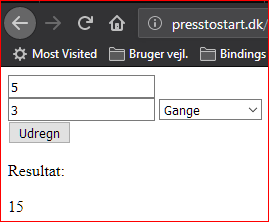 presstostart.dk/
Most Visited Bruger vejl. Bindings
5
3 Gange
Udregn
Resultat:
15